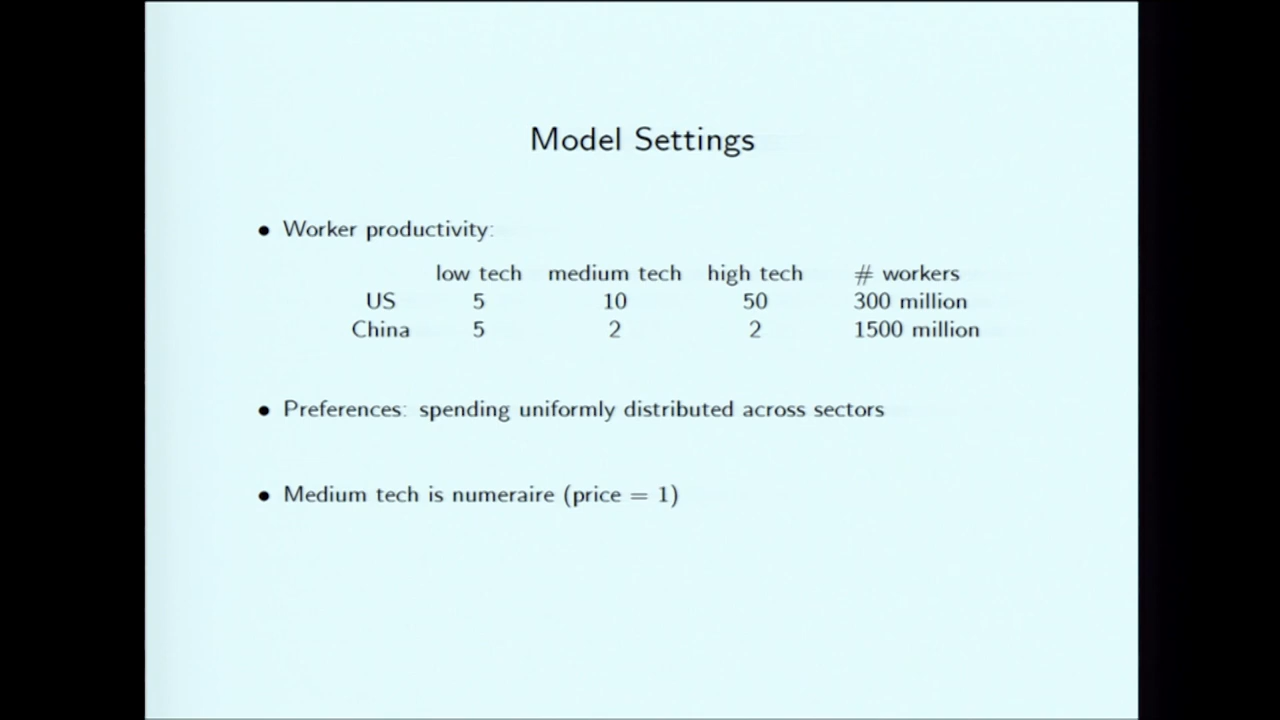 Model Settings
• Worker productivity:
low tech medium tech high tech # workers
US 5 10 50 300 million
China 5 2 2 1500 million
• Preferences: spending uniformly distributed across sectors
• Medium tech is numeraire (price = 1)